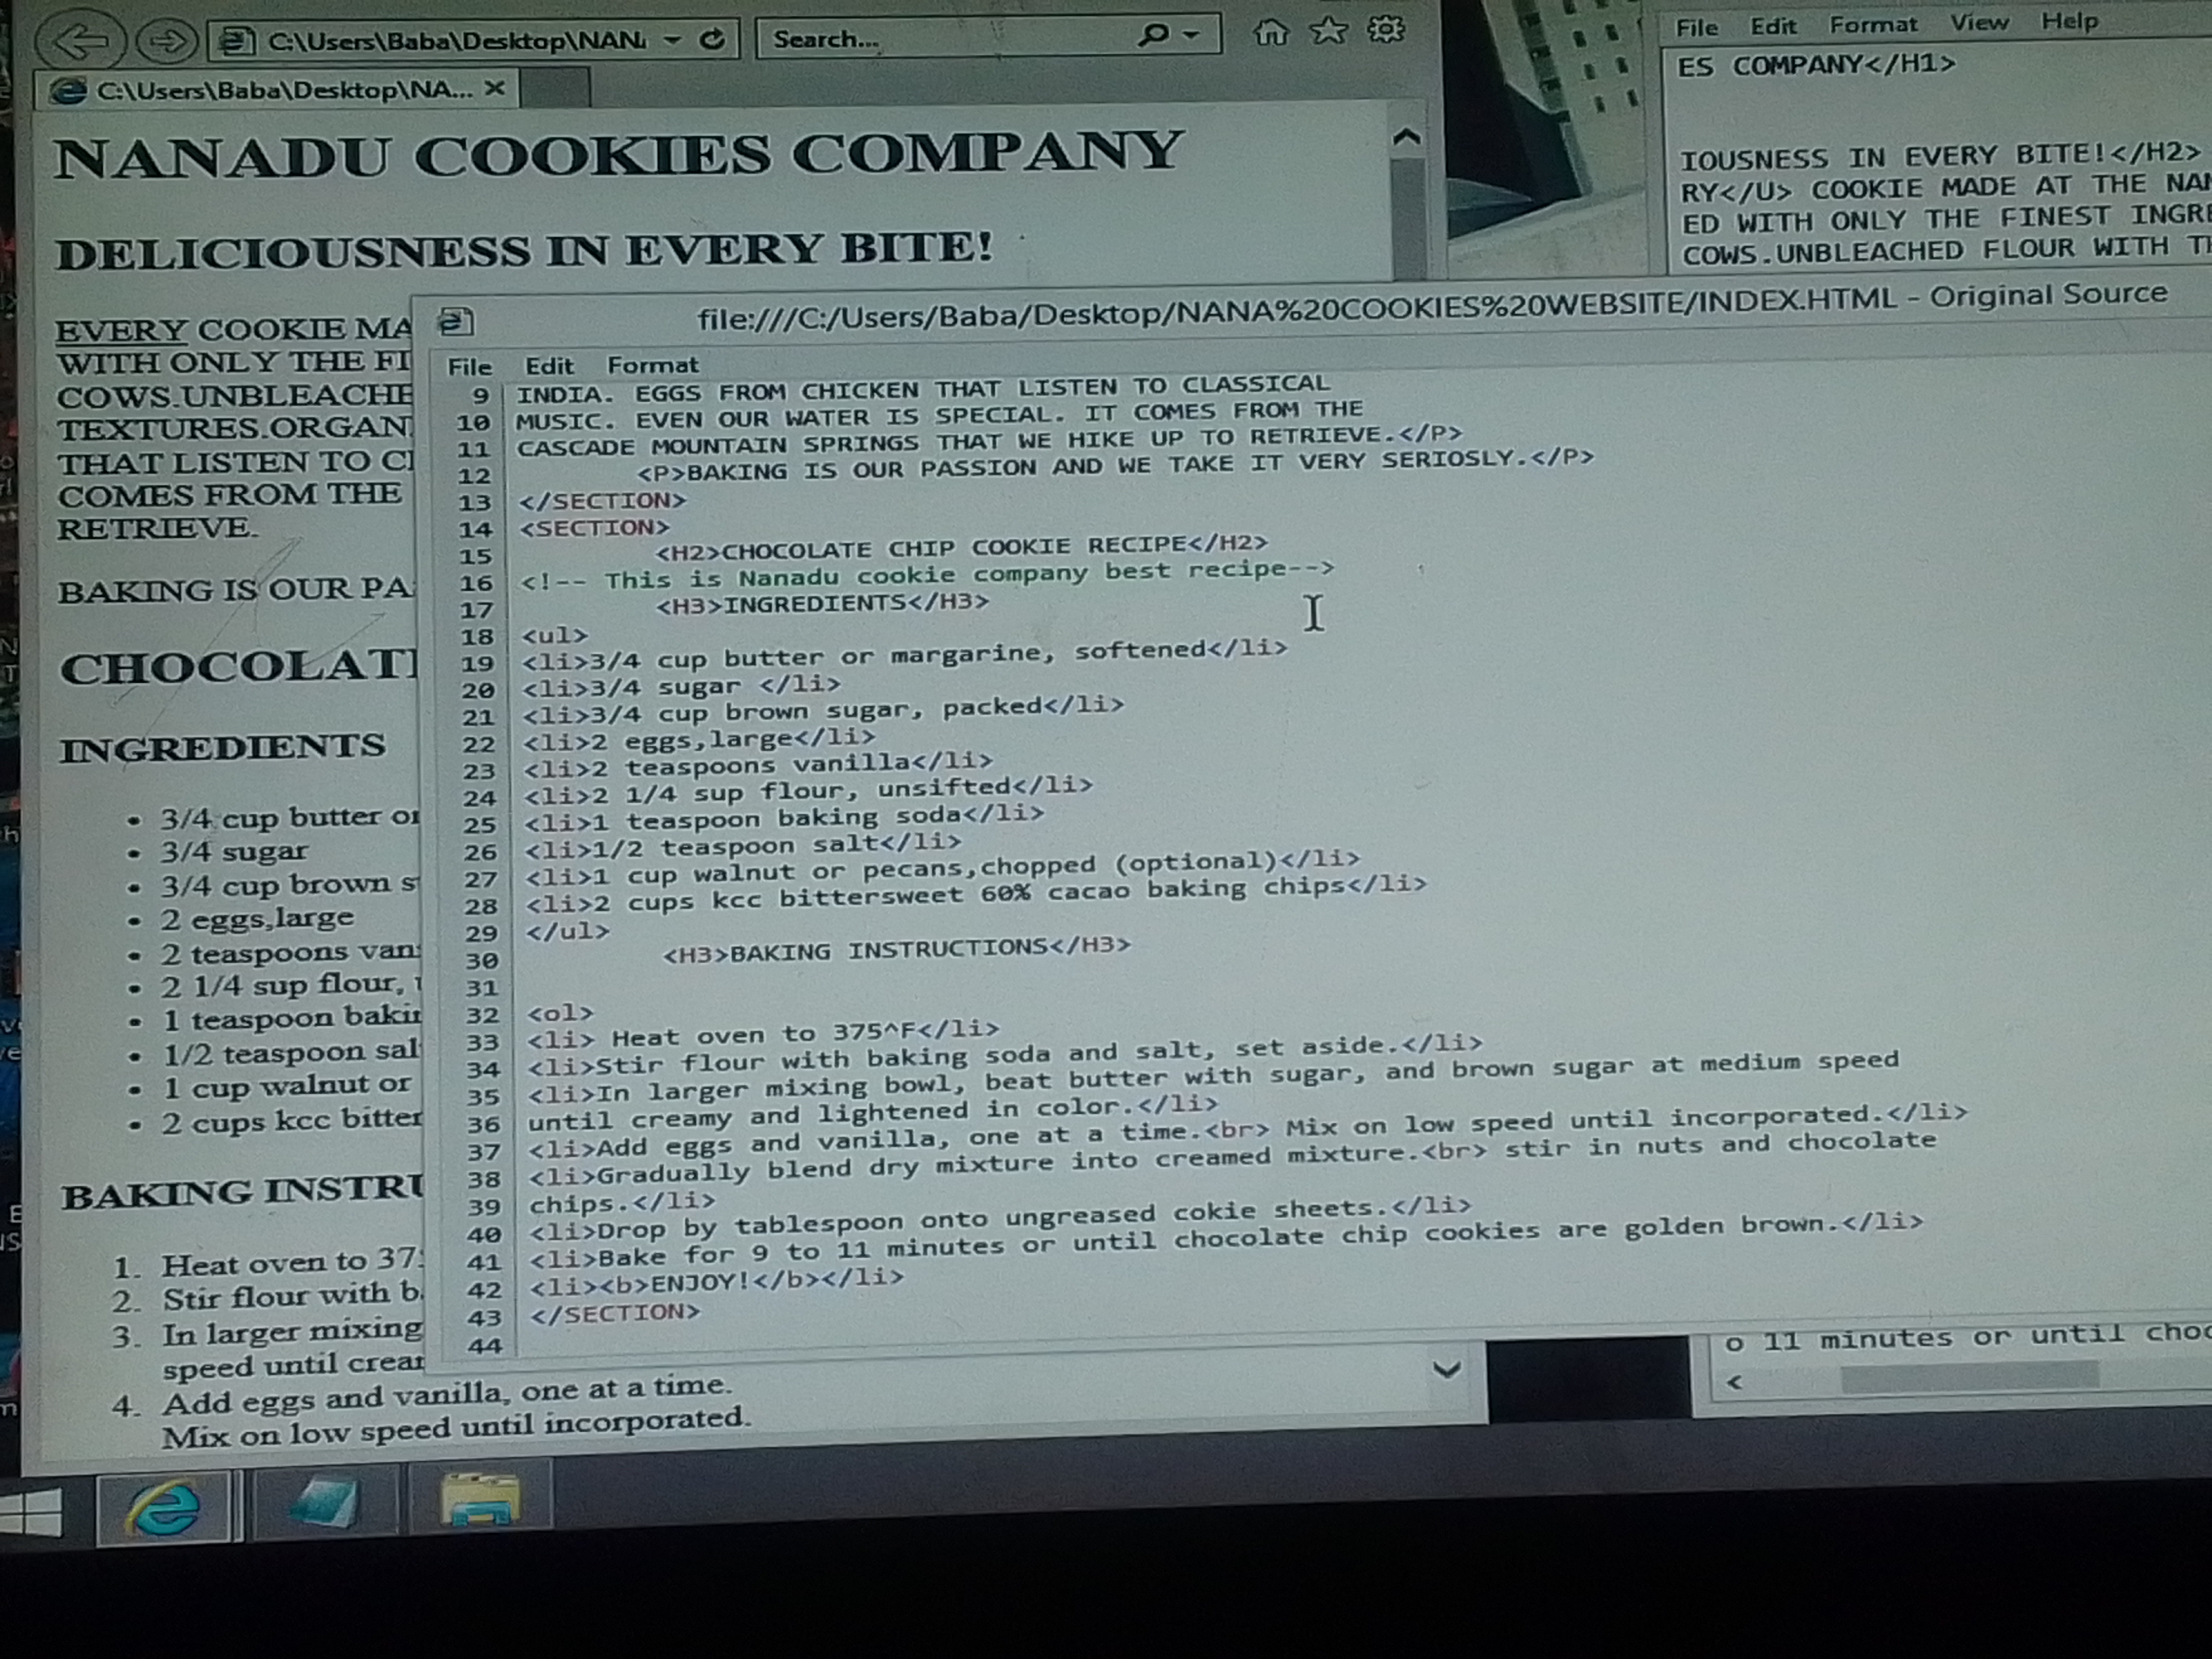 C:\Users\Baba\Desktop\NAN
Search...
C:\Users\Baba\Desktop\NA...
NANADU COOKIES COMPANY
DELICIOUSNESS IN EVERY BITE!
EVERY COOKIE MA
WITH ONLY THE FI
COWS.UNBLEACHE
TEXTURES.ORGAN
THAT LISTEN TO
COMES FROM THE
RETRIEVE.
BAKING IS OUR PA
CHOCOLAT
INGREDIENTS
• 3/4 cup butter or
• 3/4 sugar
• 3/4 cup brown s
• 2 eggs,large
• 2 teaspoons van
• 2 1/4 sup flour,
• 1 teaspoon baki
• 1/2 teaspoon sal
• 1 cup walnut or
• 2 cups kcc bitter
BAKING INSTRU
1. Heat oven to 37
2. Stir flour with b
3. In larger mixing
speed until crea
4. Add eggs and vanilla, one at a time.
Mix on low speed until incorporated.
File Edit Format View Help
ES COMPANY</H1>
IOUSNESS IN EVERY BITE!</H2>
RY</U> COOKIE MADE AT THE NAN
ED WITH ONLY THE FINEST INGRE
COWS.UNBLEACHED FLOUR WITH TH
file:///C:/Users/Baba/Desktop/NANA%20COOKIES%20WEBSITE/INDEX.HTML - Original Source
File Edit Format
9 INDIA. EGGS FROM CHICKEN THAT LISTEN TO CLASSICAL
10 MUSIC. EVEN OUR WATER IS SPECIAL. IT COMES FROM THE
11 CASCADE MOUNTAIN SPRINGS THAT WE HIKE UP TO RETRIEVE.</P>
12 <P>BAKING IS OUR PASSION AND WE TAKE IT VERY SERIOSLY.</P>
13 </SECTION>
14 <SECTION>
15 <H2>CHOCOLATE CHIP COOKIE RECIPE</H2>
16 <!-- This is Nanadu cookie company best recipe-->
17 <H3>INGREDIENTS</H3>
18 <ul>
19 <li>3/4 cup butter or margarine, softened</li>
20 <li>3/4 sugar </li>
21 <li>3/4 cup brown sugar, packed</li>
22 <li>2 eggs,large</li>
23 <li>2 teaspoons vanilla</li>
24 <li>2 1/4 sup flour, unsifted</li>
25 <li>1 teaspoon baking soda</li>
26 <li>1/2 teaspoon salt</li>
27 <li>1 cup walnut or pecans,chopped (optional)</li>
28 <li>2 cups kcc bittersweet 60% cacao baking chips</li>
29 </ul>
30 <H3>BAKING INSTRUCTIONS</H3>
31
32 <ol>
33 <li> Heat oven to 375^F</li>
34 <li>Stir flour with baking soda and salt, set aside.</li>
35 <li>In larger mixing bowl, beat butter with sugar, and brown sugar at medium speed
36 until creamy and lightened in color.</li>
37 <li>Add eggs and vanilla, one at a time.<br> Mix on low speed until incorporated.</li>
38 <li>Gradually blend dry mixture into creamed mixture.<br> stir in nuts and chocolate
39 chips.</li>
40 <li>Drop by tablespoon onto ungreased cokie sheets.</li>
41 <li>Bake for 9 to 11 minutes or until chocolate chip cookies are golden brown.</li>
42 <li><b>ENJOY!</b></li>
43 </SECTION>
44
o 11 minutes or until choc